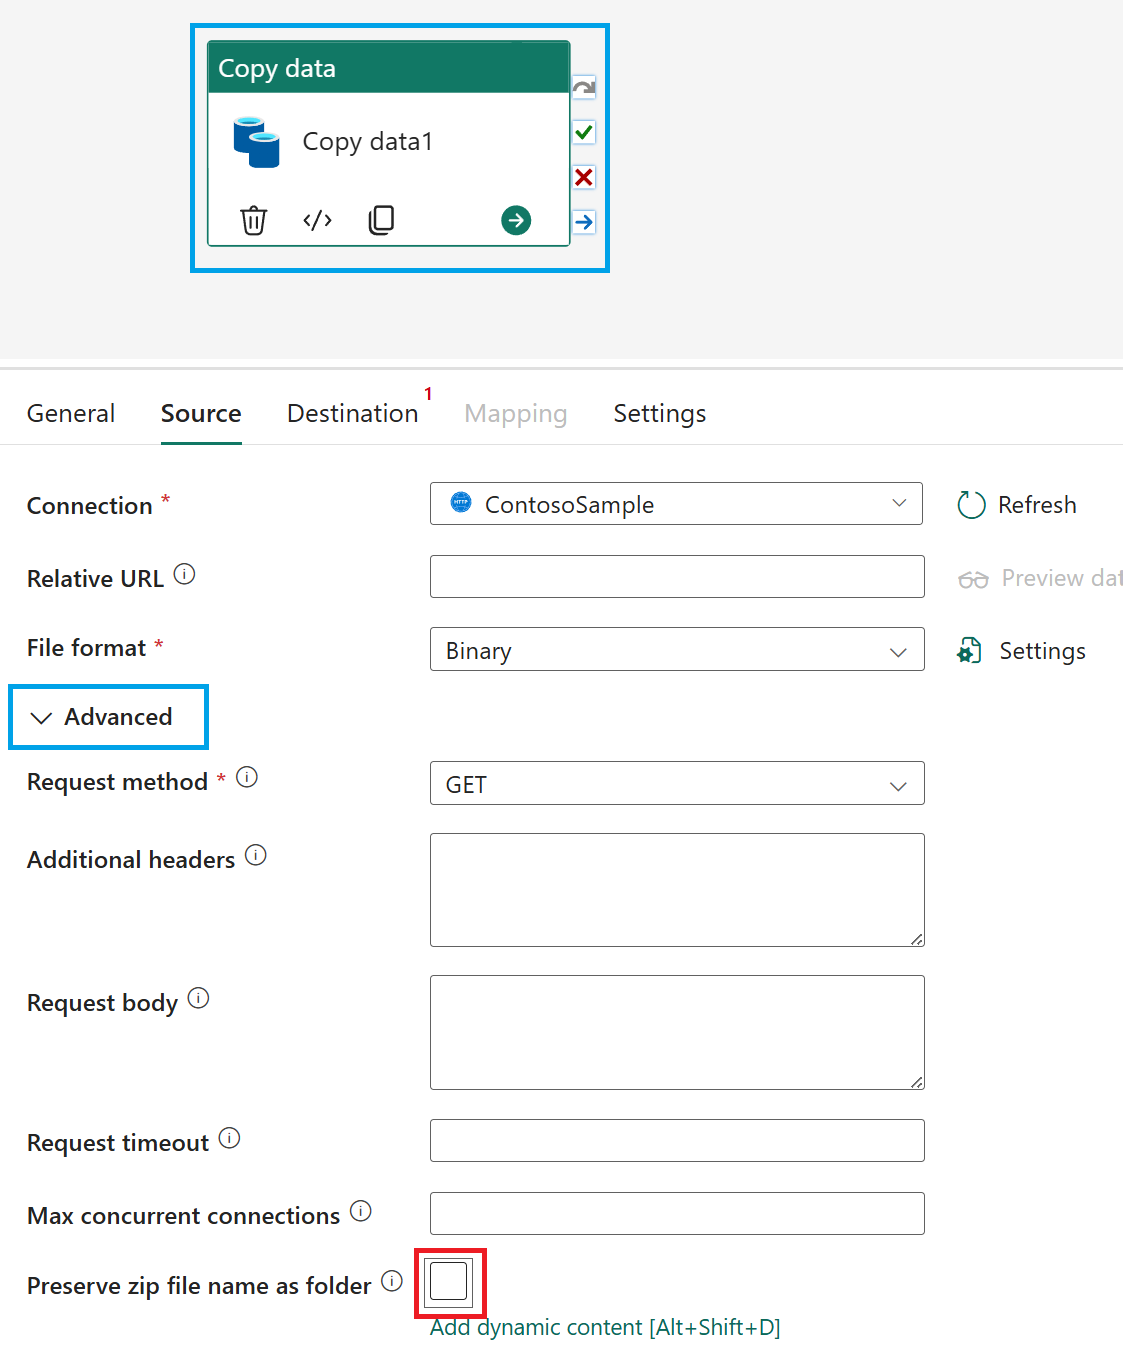 Copy data
Copy data1
General Source Destination 1 Mapping Settings
Connection * HTTP ContosoSample Refresh
Relative URL Preview dat
File format * Binary Settings
Advanced
Request method * GET
Additional headers
Request body
Request timeout
Max concurrent connections
Preserve zip file name as folder
Add dynamic content [Alt+Shift+D]